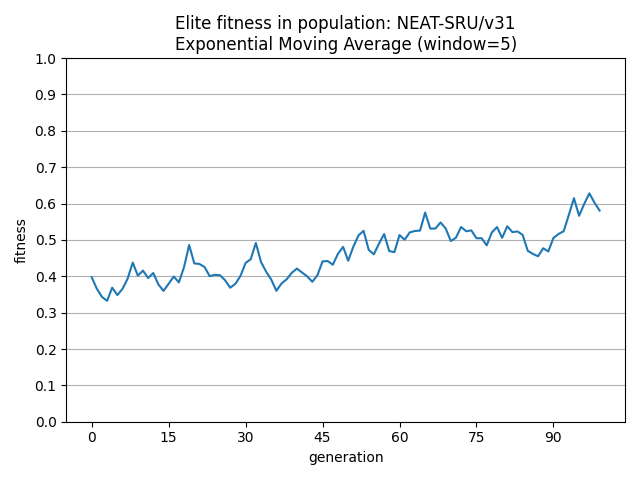 Elite fitness in population: NEAT-SRU/v31
Exponential Moving Average (window=5)
1.0
0.9
0.8
0.7
0.6
0.5
0.4
0.3
0.2
0.1
0.0
fitness
0 15 30 45 60 75 90
generation